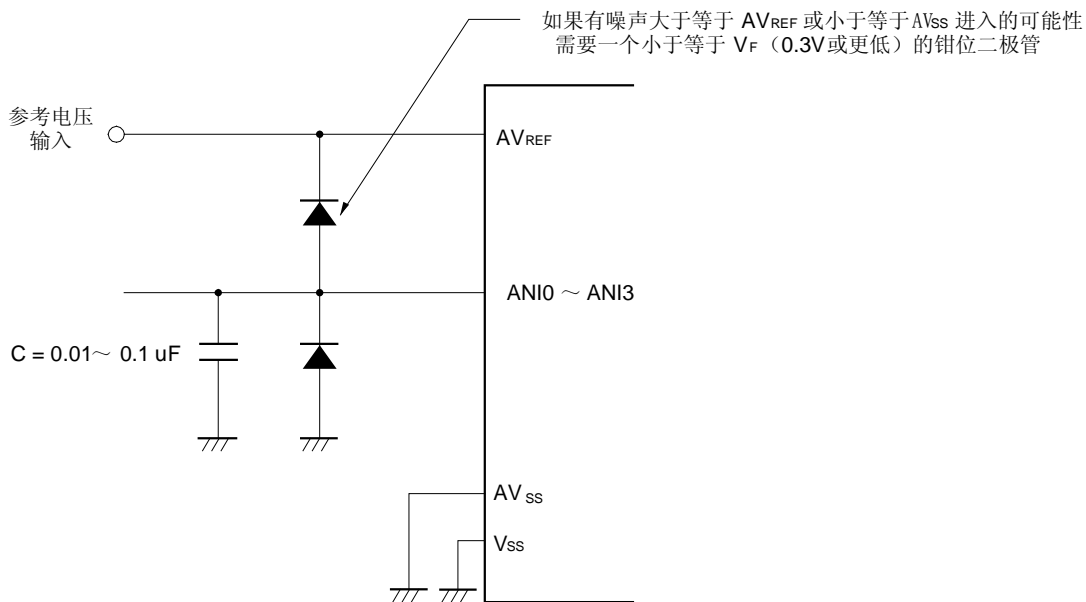 如果有噪声大于等于 AVREF 或小于等于AVss 进入的可能性
需要一个小于等于 VF（0.3V或更低）的钳位二极管
参考电压
输入
AVREF
ANI0 ～ ANI3
C = 0.01～ 0.1 uF
AV SS
Vss